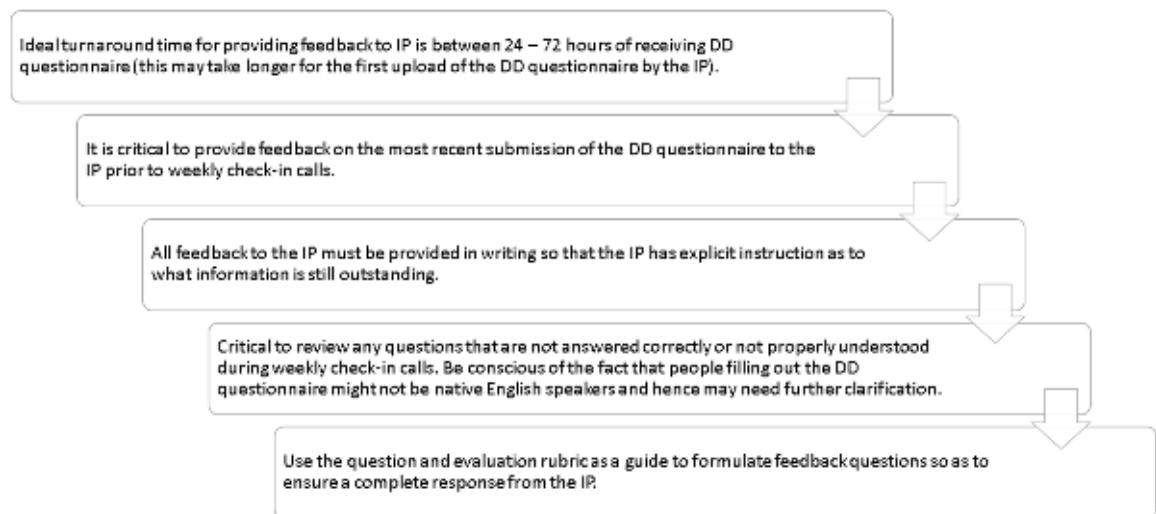 Ideal turnaround time for providing feedback to IP is between 24 – 72 hours of receiving DD
questionnaire (this may take longer for the first upload of the DD questionnaire by the IP).
It is critical to provide feedback on the most recent submission of the DD questionnaire to the
IP prior to weekly check-in calls.
All feedback to the IP must be provided in writing so that the IP has explicit instruction as to
what information is still outstanding.
Critical to review any questions that are not answered correctly or not properly understood
during weekly check-in calls. Be conscious of the fact that people filling out the DD
questionnaire might not be native English speakers and hence may need further clarification.
Use the question and evaluation rubric as a guide to formulate feedback questions so as to
ensure a complete response from the IP.